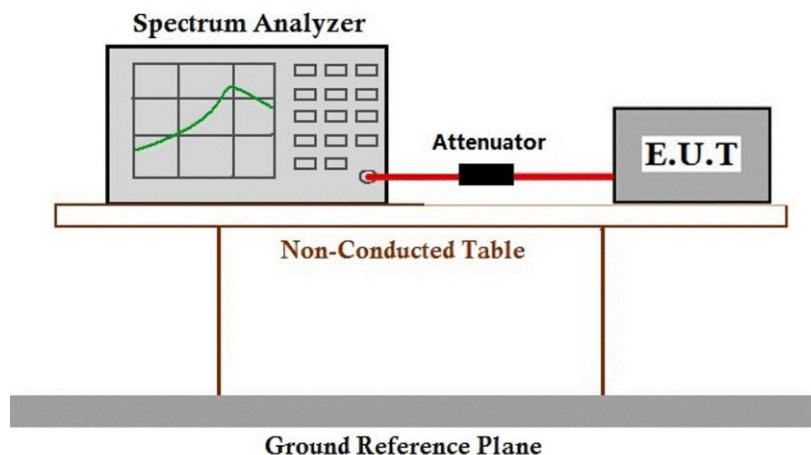 Spectrum Analyzer
Attenuator
E.U.T
Non-Conducted Table
Ground Reference Plane